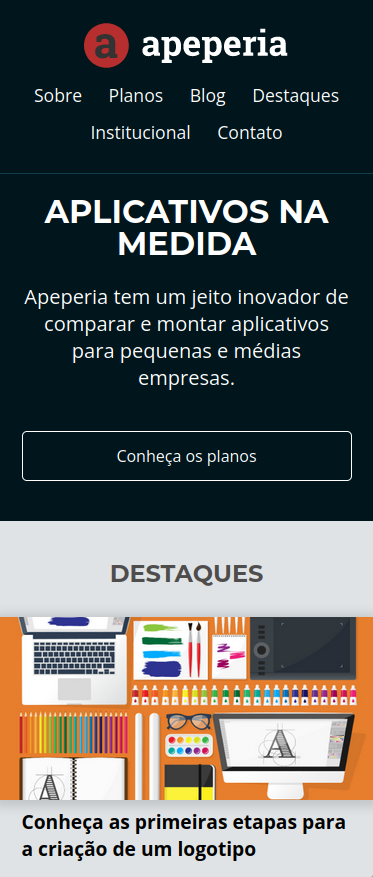 a apeperia
Sobre Planos Blog Destaques
Institucional Contato
APLICATIVOS NA
MEDIDA
Apeperia tem um jeito inovador de
comparar e montar aplicativos
para pequenas e médias
empresas.
Conheça os planos
DESTAQUES
A
A
Conheça as primeiras etapas para
a criação de um logotipo